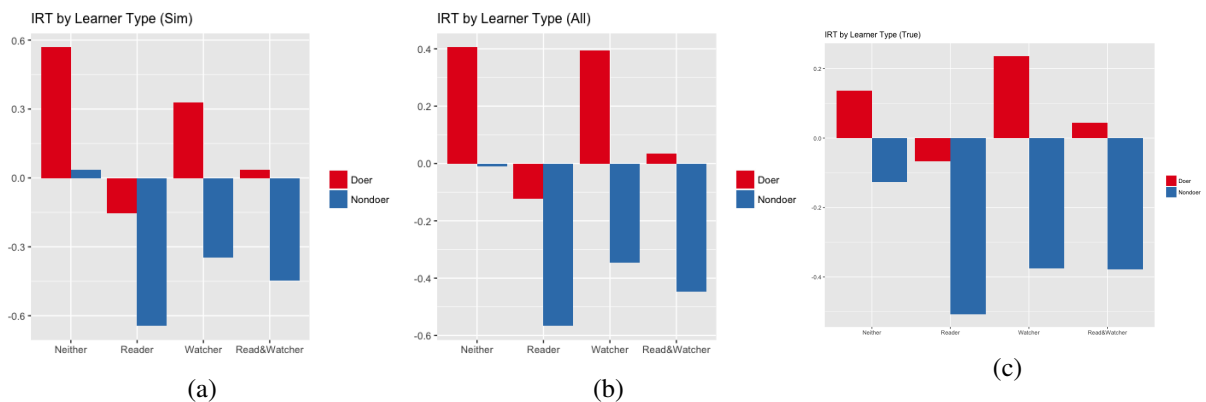 IRT by Learner Type (Sim)
0.6
0.3
0.0
-0.3
-0.6
Neither Reader Watcher Read&Watcher
Doer
Nondoer
(a)
IRT by Learner Type (All)
0.4
0.2
0.0
-0.2
-0.4
-0.6
Neither Reader Watcher Read&Watcher
Doer
Nondoer
(b)
IRT by Learner Type (True)
0.2
0.0
-0.2
-0.4
Neither Reader Watcher Read&Watcher
Doer
Nondoer
(c)